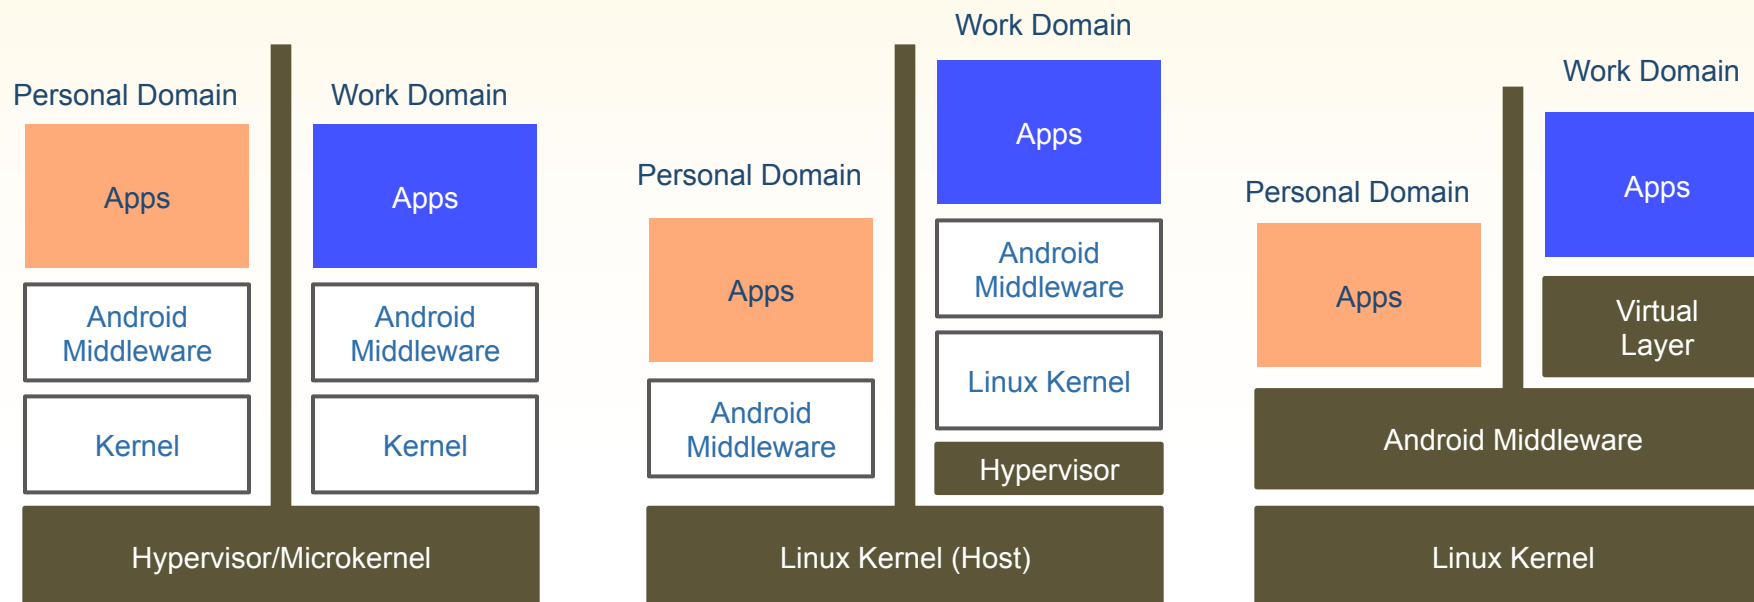 Personal Domain
Work Domain
Apps
Apps
Android
Middleware
Android
Middleware
Kernel
Kernel
Hypervisor/Microkernel
Work Domain
Personal Domain
Apps
Apps
Android
Middleware
Android
Middleware
Linux Kernel
Hypervisor
Linux Kernel (Host)
Work Domain
Personal Domain
Apps
Apps
Virtual
Layer
Android Middleware
Linux Kernel